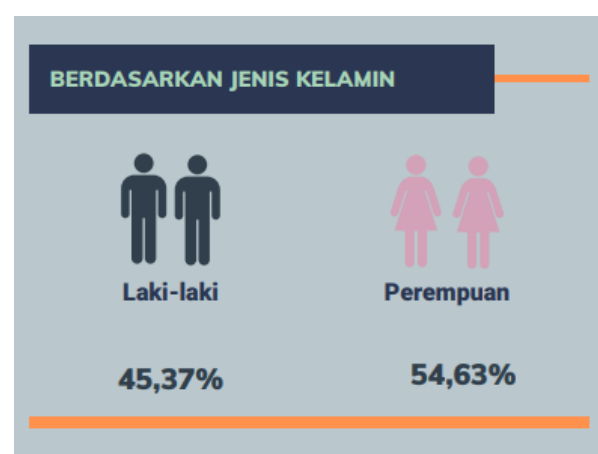 BERDASARKAN JENIS KELAMIN
Laki-laki
Perempuan
45,37%
54,63%